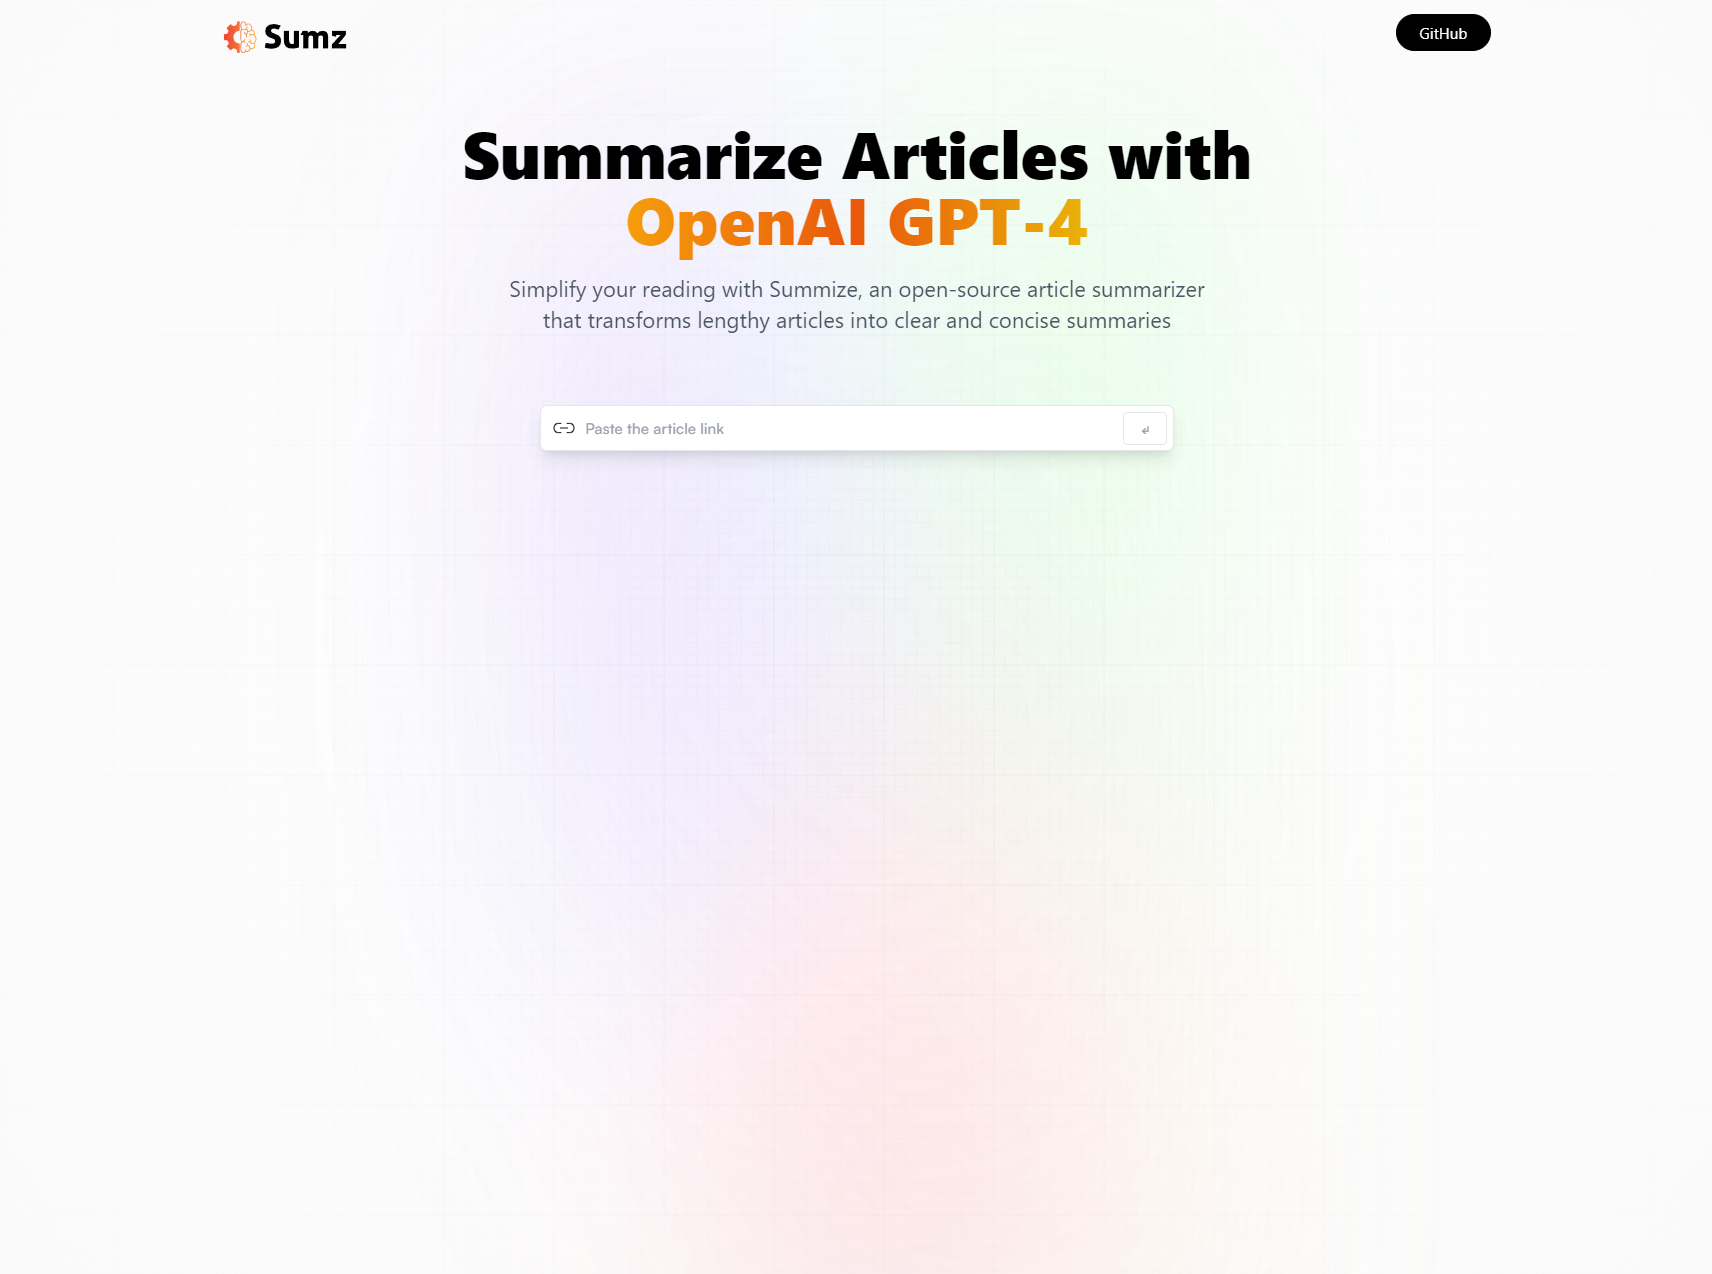 Sumz
GitHub
Summarize Articles with
OpenAI GPT-4
Simplify your reading with Summize, an open-source article summarizer
that transforms lengthy articles into clear and concise summaries
Paste the article link
↲